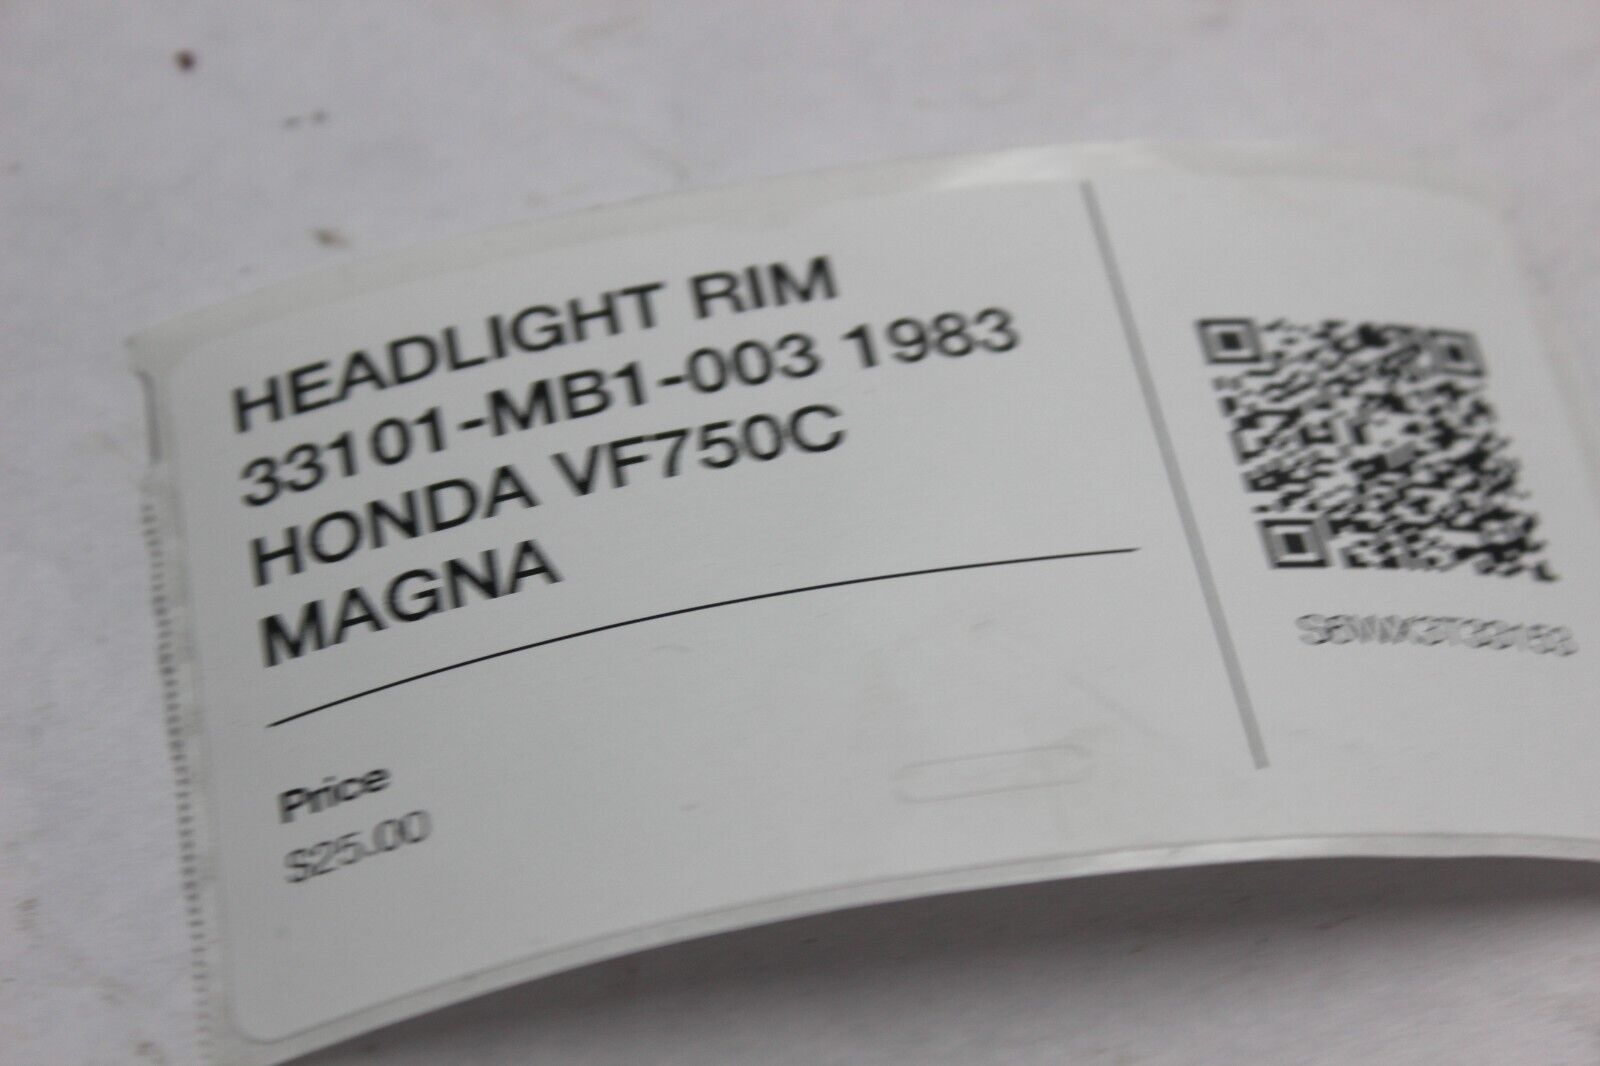 HEADLIGHT RIM
33101-MB1-003 1983
HONDA VF750C
MAGNA
Price
$25.00